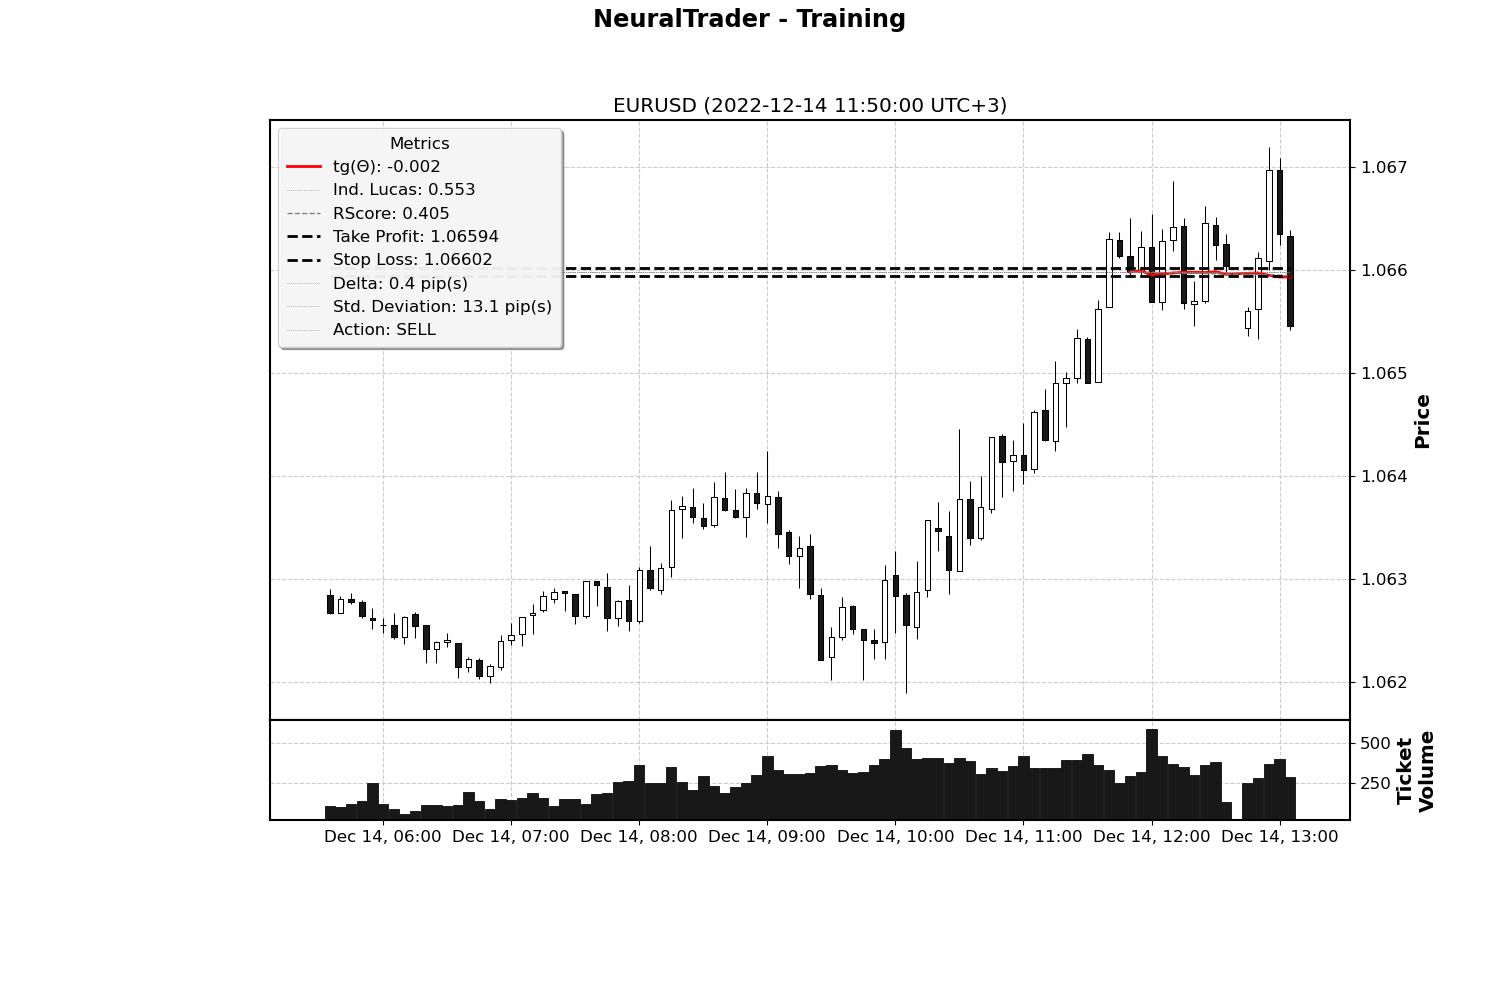 NeuralTrader - Training
EURUSD (2022-12-14 11:50:00 UTC+3)
Metrics
tg(Θ): -0.002
Ind. Lucas: 0.553
RScore: 0.405
Take Profit: 1.06594
Stop Loss: 1.06602
Delta: 0.4 pip(s)
Std. Deviation: 13.1 pip(s)
Action: SELL
1.067
1.066
1.065
1.064
1.063
1.062
Price
500
250
Ticket
Volume
Dec 14, 06:00 Dec 14, 07:00 Dec 14, 08:00 Dec 14, 09:00 Dec 14, 10:00 Dec 14, 11:00 Dec 14, 12:00 Dec 14, 13:00